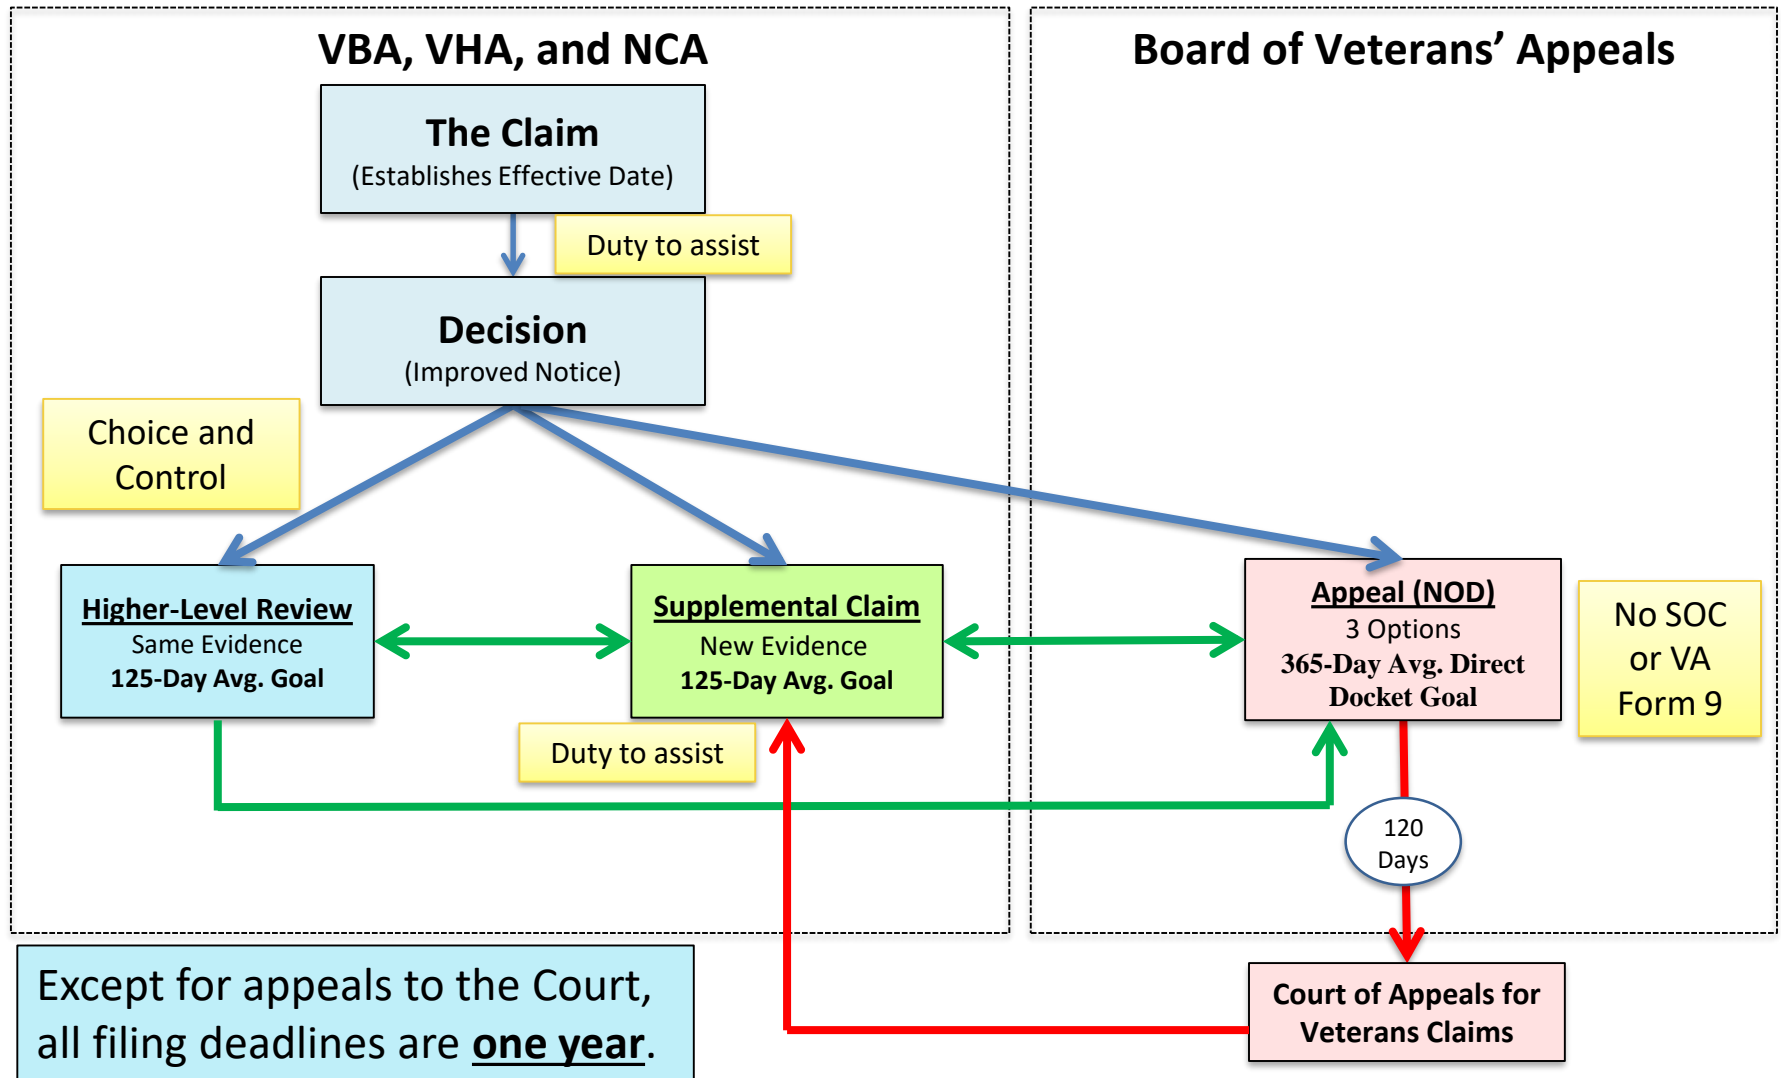 VBA, VHA, and NCA
Board of Veterans’ Appeals
The Claim
(Establishes Effective Date)
Duty to assist
Decision
(Improved Notice)
Choice and
Control
Higher-Level Review
Same Evidence
125-Day Avg. Goal
Supplemental Claim
New Evidence
125-Day Avg. Goal
Appeal (NOD)
3 Options
365-Day Avg. Direct
Docket Goal
No SOC
or VA
Form 9
Duty to assist
120
Days
Except for appeals to the Court,
all filing deadlines are one year.
Court of Appeals for
Veterans Claims